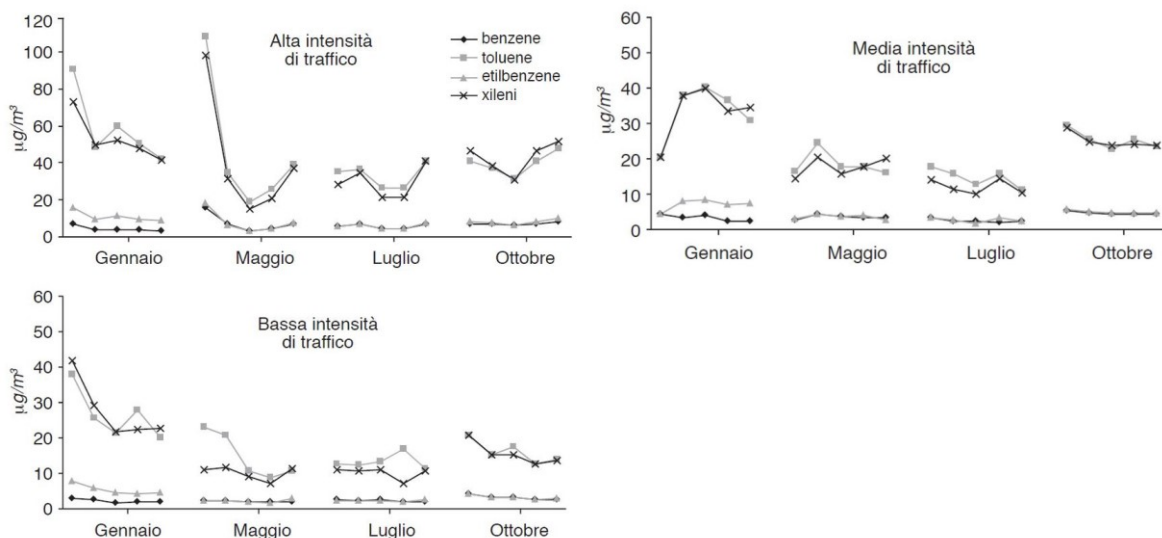 Alta intensità
di traffico
benzene
toluene
etilbenzene
xileni
µg/m³
120
100
80
60
40
20
0
Gennaio Maggio Luglio Ottobre
Media intensità
di traffico
µg/m³
60
50
40
30
20
10
0
Gennaio Maggio Luglio Ottobre
Bassa intensità
di traffico
µg/m³
60
50
40
30
20
10
0
Gennaio Maggio Luglio Ottobre